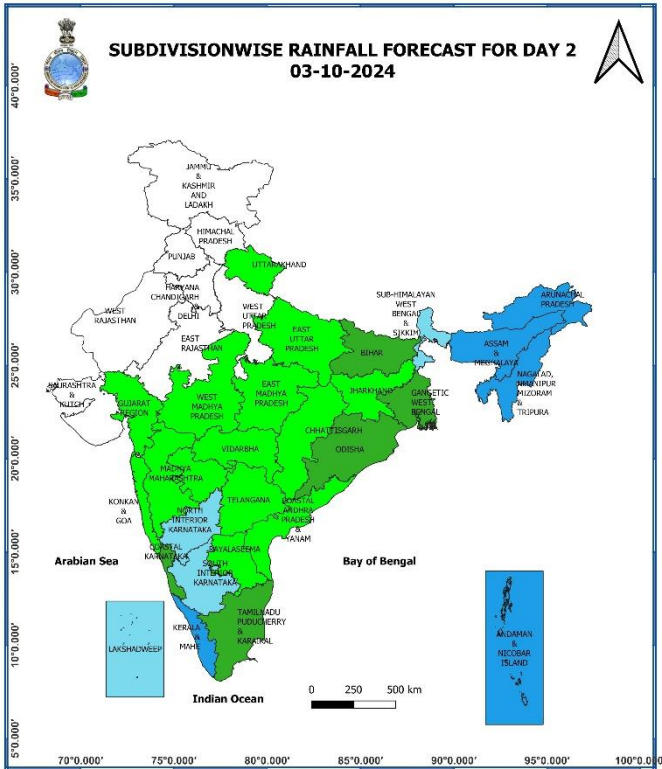 SUBDIVISIONWISE RAINFALL FORECAST FOR DAY 2
03-10-2024
40°0.000'
35°0.000'
30°0.000'
25°0.000'
20°0.000'
15°0.000'
10°0.000'
5°0.000'
JAMMU
&
KASHMIR
AND
LADAKH
HIMACHAL
PRADESH
PUNJAB
UTTARAKHAND
HARYANA
CHANDIGARH
&
DELHI
WEST
RAJASTHAN
WEST
UTTAR
PRADESH
EAST
RAJASTHAN
EAST
UTTAR
PRADESH
SUB-HIMALAYAN
WEST
BENGAL
&
SIKKIM
ARUNACHAL
PRADESH
ASSAM
&
MEGHALAYA
BIHAR
SAURASHTRA
&
KUTCH
GUJARAT
REGION
WEST
MADHYA
PRADESH
EAST
MADHYA
PRADESH
JHARKHAND
GANGETIC
WEST
BENGAL
MANIPUR
MIZORAM
&
TRIPURA
CHHATTISGARH
ODISHA
VIDARBHA
MADHYA
MAHARASHTRA
KONKAN
&
GOA
TELANGANA
COASTAL
ANDHRA
PRADESH
&
YANAM
NORTH
INTERIOR
KARNATAKA
COASTAL
KARNATAKA
RAYALASEEMA
SOUTH
INTERIOR
KARNATAKA
Arabian Sea
Bay of Bengal
LAKSHADWEEP
KERALA
&
MAHE
TAMILNADU
PUDUCHERRY
&
KARAIKAL
ANDAMAN
&
NICOBAR
ISLAND
Indian Ocean
0 250 500 km
70°0.000' 75°0.000' 80°0.000' 85°0.000' 90°0.000' 95°0.000' 100°0.0